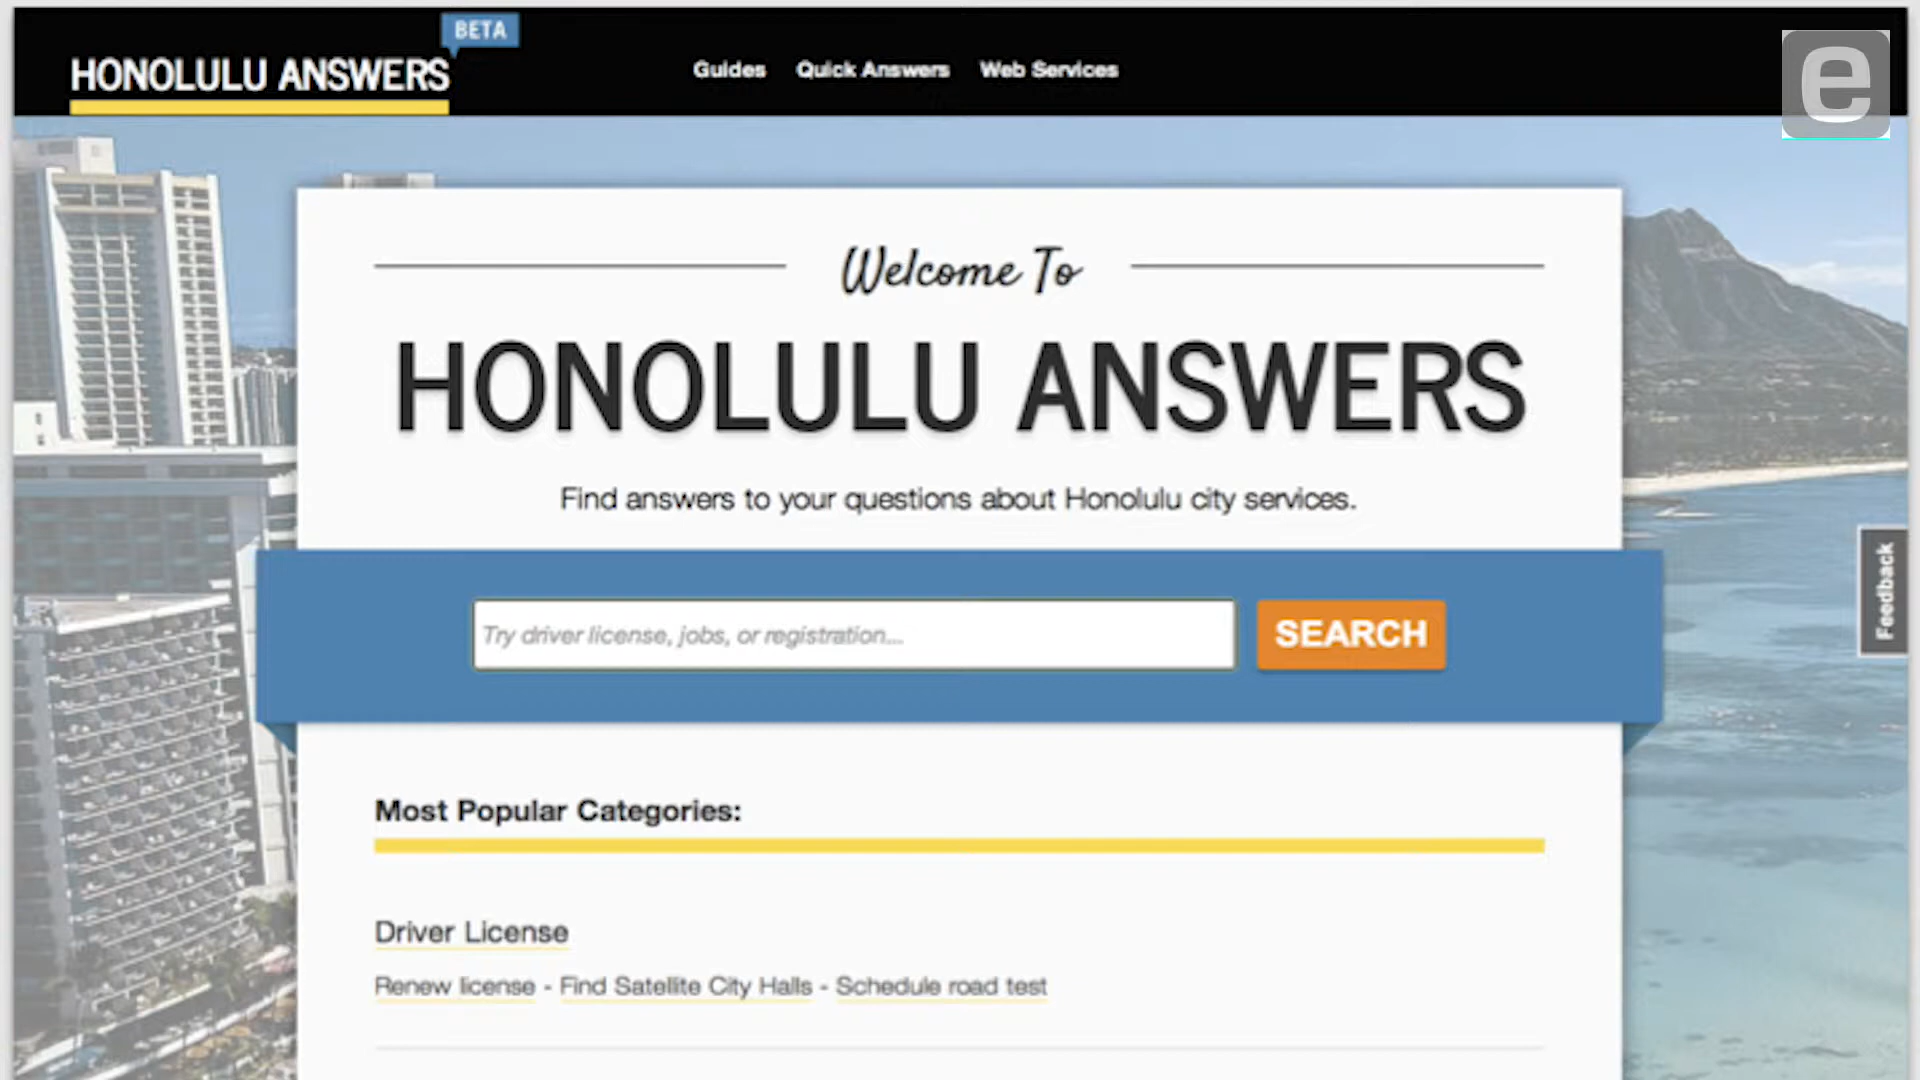 BETA
HONOLULU ANSWERS
Guides Quick Answers Web Services
e
Welcome To
HONOLULU ANSWERS
Find answers to your questions about Honolulu city services.
Try driver license, jobs, or registration...
SEARCH
Feedback
Most Popular Categories:
Driver License
Renew license - Find Satellite City Halls - Schedule road test